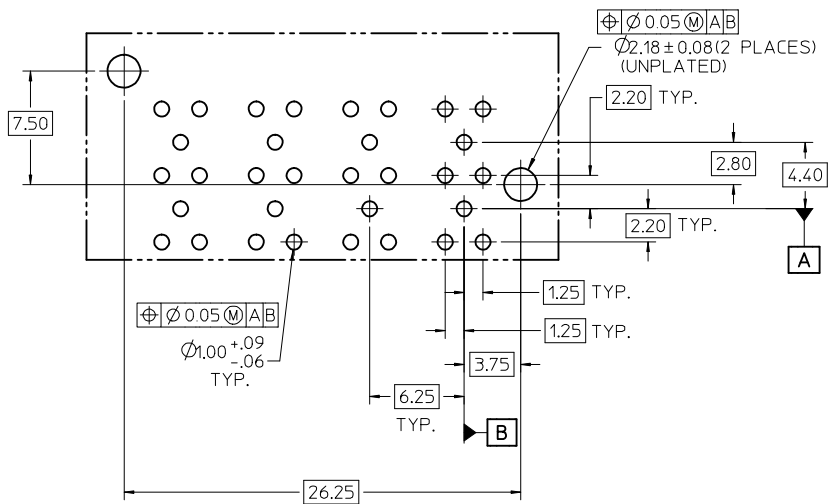 ⌖ Ø 0.05 Ⓜ A B
Ø2.18 ± 0.08 (2 PLACES)
(UNPLATED)
2.20 TYP.
7.50
2.80
4.40
2.20 TYP.
A
1.25 TYP.
⌖ Ø 0.05 Ⓜ A B
1.25 TYP.
Ø1.00 +.09
-.06
TYP.
3.75
6.25
TYP.
B
26.25